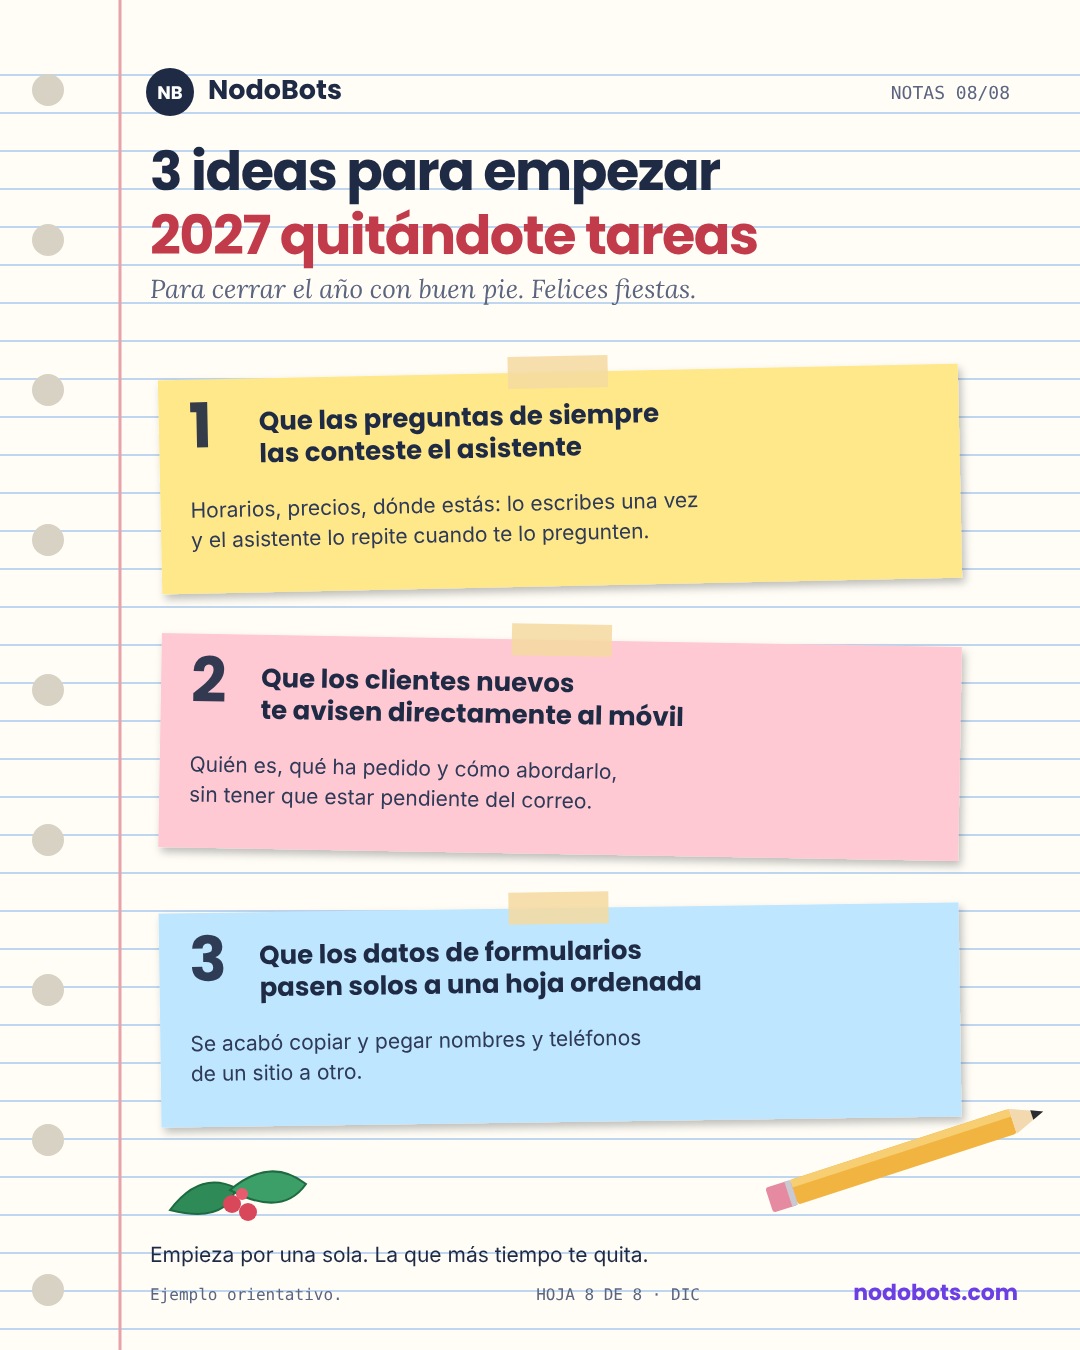 NB NodoBots
NOTAS 08/08
3 ideas para empezar
2027 quitándote tareas
Para cerrar el año con buen pie. Felices fiestas.
1
Que las preguntas de siempre
las conteste el asistente
Horarios, precios, dónde estás: lo escribes una vez
y el asistente lo repite cuando te lo pregunten.
2
Que los clientes nuevos
te avisen directamente al móvil
Quién es, qué ha pedido y cómo abordarlo,
sin tener que estar pendiente del correo.
3
Que los datos de formularios
pasen solos a una hoja ordenada
Se acabó copiar y pegar nombres y teléfonos
de un sitio a otro.
Empieza por una sola. La que más tiempo te quita.
Ejemplo orientativo.
HOJA 8 DE 8 · DIC
nodobots.com